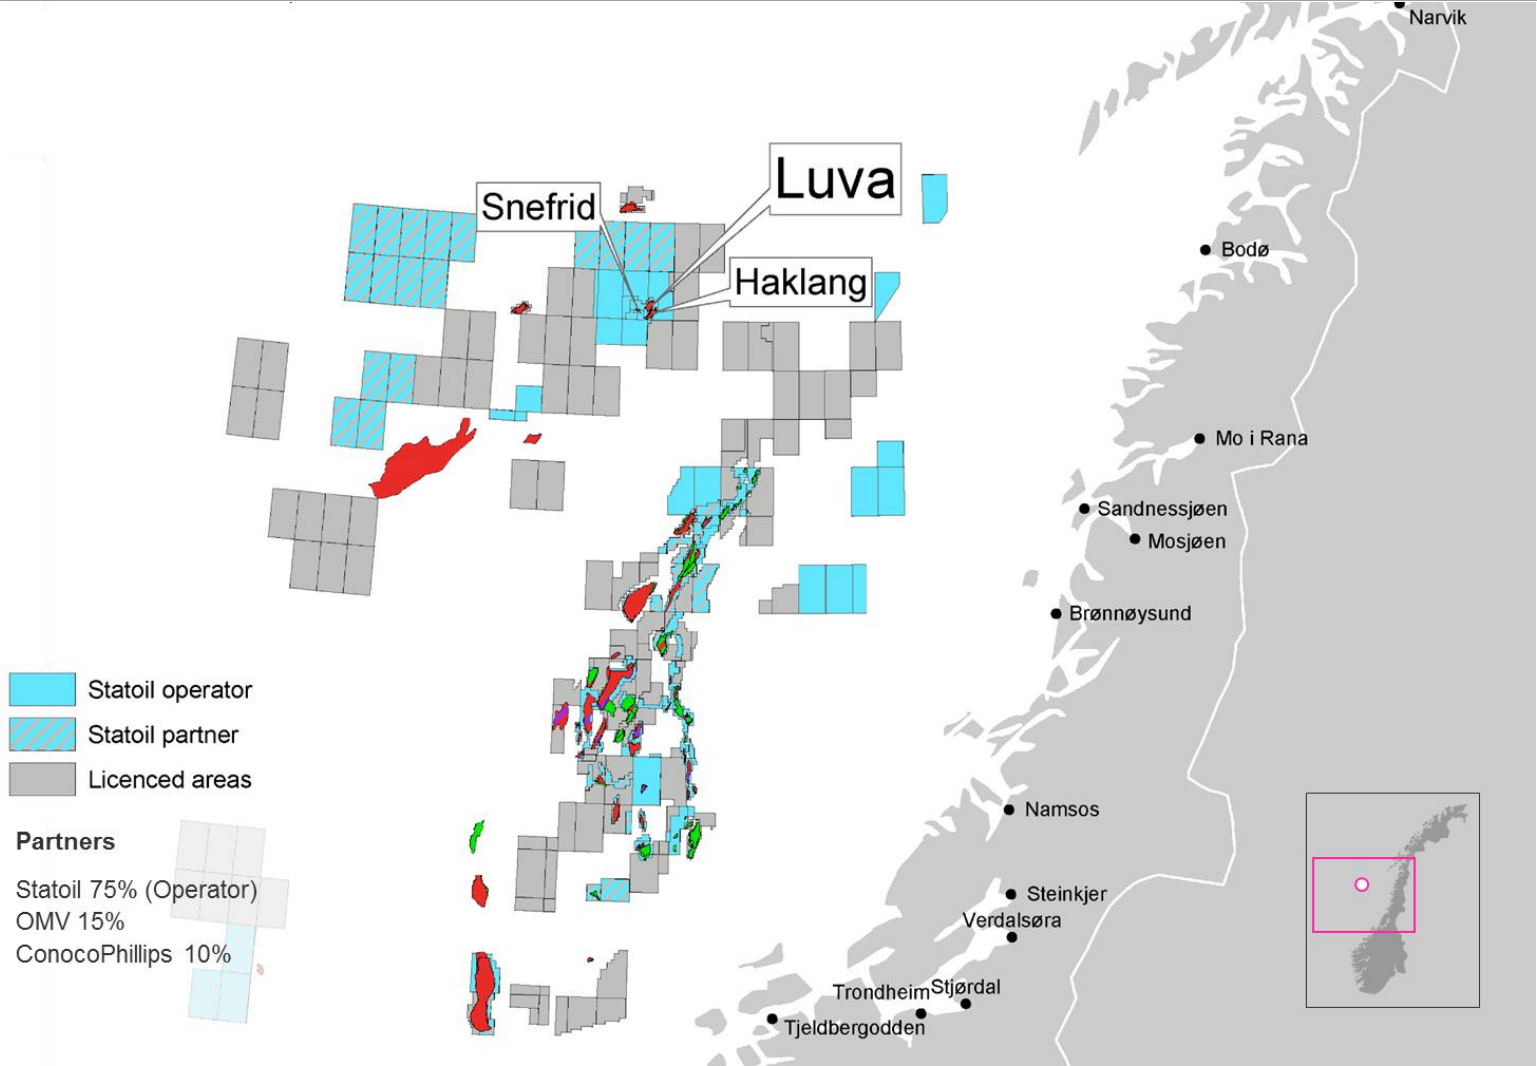 Narvik
Luva
Snefrid
Bodø
Haklang
Mo i Rana
Sandnessjøen
Mosjøen
Brønnøysund
Statoil operator
Statoil partner
Licenced areas
Namsos
Partners
Statoil 75% (Operator)
OMV 15%
ConocoPhillips 10%
Steinkjer
Verdalsøra
Stjørdal
Trondheim
Tjeldbergodden